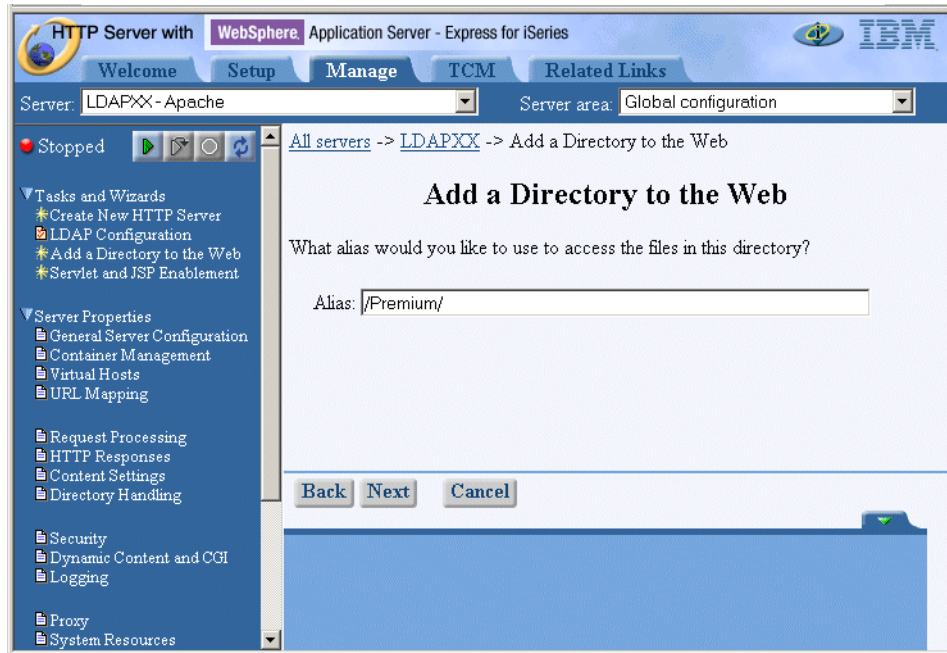 HTTP Server with WebSphere. Application Server - Express for iSeries
IBM
Welcome Setup Manage TCM Related Links
Server: LDAPXX - Apache Server area: Global configuration
Stopped
All servers -> LDAPXX -> Add a Directory to the Web
Add a Directory to the Web
What alias would you like to use to access the files in this directory?
Alias: /Premium/
Back Next Cancel
Tasks and Wizards
Create New HTTP Server
LDAP Configuration
Add a Directory to the Web
Servlet and JSP Enablement
Server Properties
General Server Configuration
Container Management
Virtual Hosts
URL Mapping
Request Processing
HTTP Responses
Content Settings
Directory Handling
Security
Dynamic Content and CGI
Logging
Proxy
System Resources